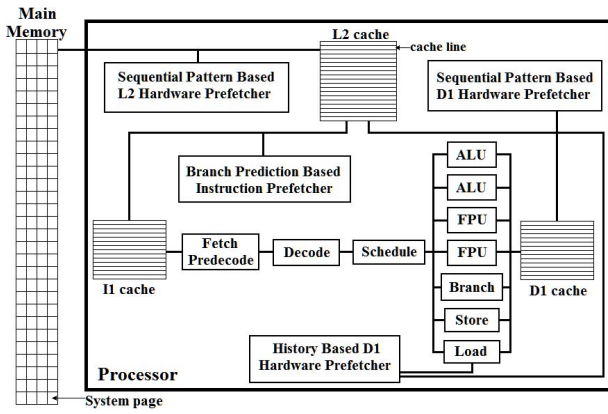 Main
Memory
L2 cache
cache line
Sequential Pattern Based
L2 Hardware Prefetcher
Sequential Pattern Based
D1 Hardware Prefetcher
Branch Prediction Based
Instruction Prefetcher
ALU
ALU
FPU
FPU
Branch
Store
Load
Fetch
Predecode
Decode
Schedule
I1 cache
D1 cache
History Based D1
Hardware Prefetcher
Processor
System page